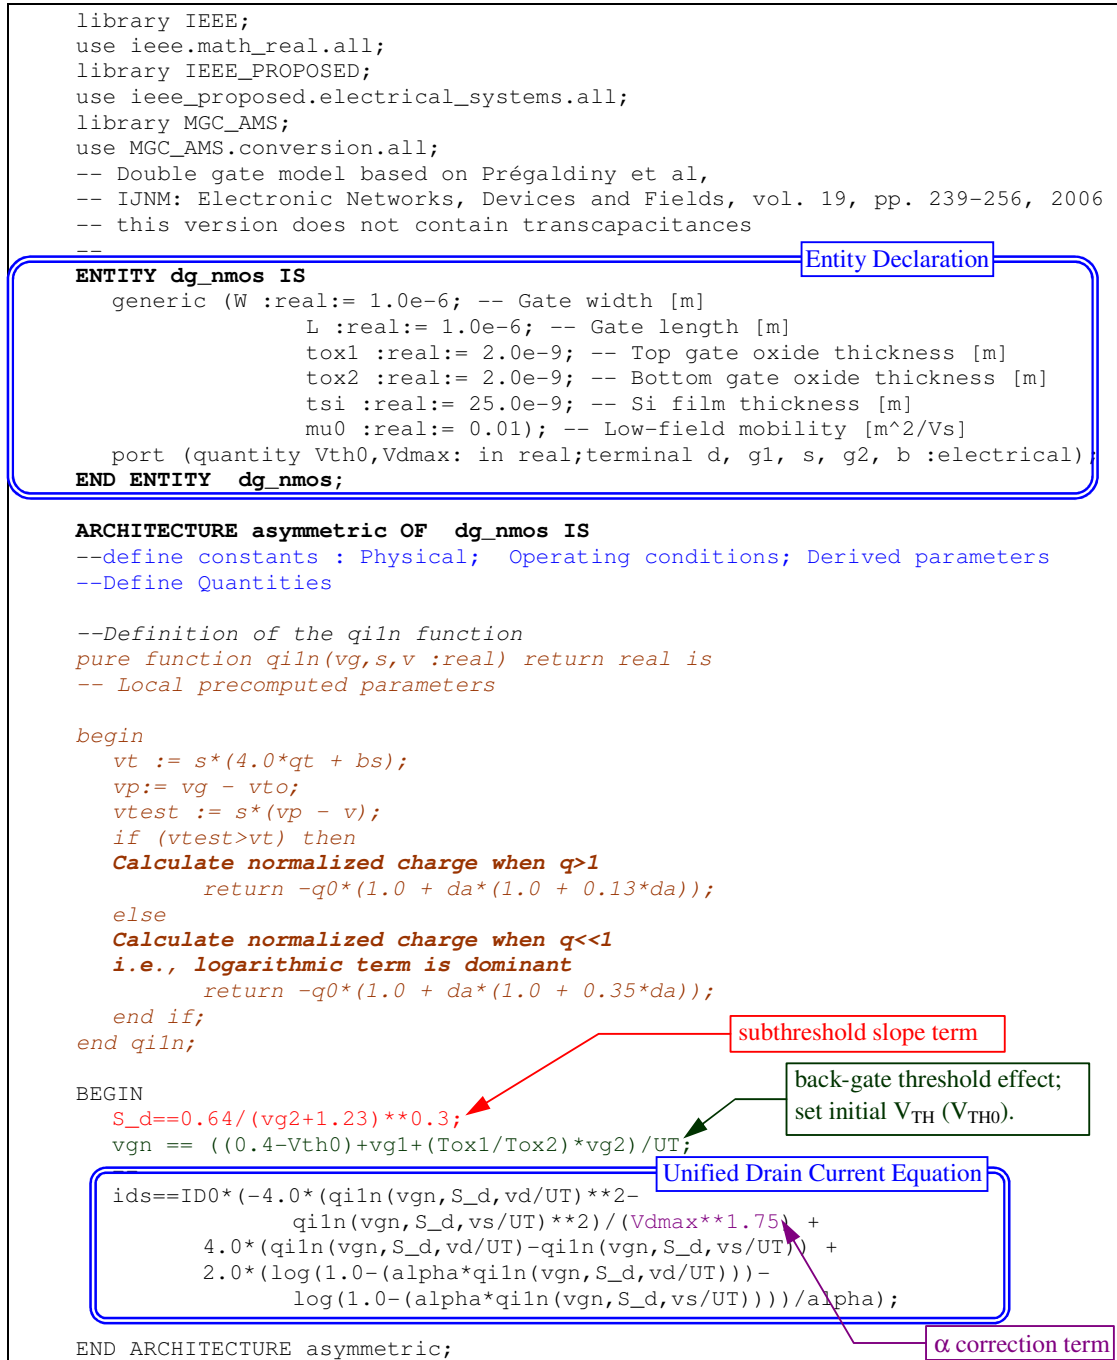 library IEEE;
use ieee.math_real.all;
library IEEE_PROPOSED;
use ieee_proposed.electrical_systems.all;
library MGC_AMS;
use MGC_AMS.conversion.all;
-- Double gate model based on Prégaldiny et al,
-- IJNM: Electronic Networks, Devices and Fields, vol. 19, pp. 239-256, 2006
-- this version does not contain transcapacitances
--
Entity Declaration
ENTITY dg_nmos IS
generic (W :real:= 1.0e-6; -- Gate width [m]
L :real:= 1.0e-6; -- Gate length [m]
tox1 :real:= 2.0e-9; -- Top gate oxide thickness [m]
tox2 :real:= 2.0e-9; -- Bottom gate oxide thickness [m]
tsi :real:= 25.0e-9; -- Si film thickness [m]
mu0 :real:= 0.01); -- Low-field mobility [m^2/Vs]
port (quantity Vth0,Vdmax: in real;terminal d, g1, s, g2, b :electrical);
END ENTITY dg_nmos;
ARCHITECTURE asymmetric OF dg_nmos IS
--define constants : Physical; Operating conditions; Derived parameters
--Define Quantities
--Definition of the qi1n function
pure function qi1n(vg,s,v :real) return real is
-- Local precomputed parameters
begin
vt := s*(4.0*qt + bs);
vp:= vg - vto;
vtest := s*(vp - v);
if (vtest>vt) then
Calculate normalized charge when q>1
return -q0*(1.0 + da*(1.0 + 0.13*da));
else
Calculate normalized charge when q<<1
i.e., logarithmic term is dominant
return -q0*(1.0 + da*(1.0 + 0.35*da));
end if;
end qi1n;
subthreshold slope term
BEGIN
back-gate threshold effect;
set initial VTH (VTH0).
S_d==0.64/(vg2+1.23)**0.3;
vgn == ((0.4-Vth0)+vg1+(Tox1/Tox2)*vg2)/UT;
--
Unified Drain Current Equation
ids==ID0*(-4.0*(qi1n(vgn,S_d,vd/UT)**2-
qi1n(vgn,S_d,vs/UT)**2)/(Vdmax**1.75) +
4.0*(qi1n(vgn,S_d,vd/UT)-qi1n(vgn,S_d,vs/UT)) +
2.0*(log(1.0-(alpha*qi1n(vgn,S_d,vd/UT)))-
log(1.0-(alpha*qi1n(vgn,S_d,vs/UT))))/alpha);
END ARCHITECTURE asymmetric;
α correction term